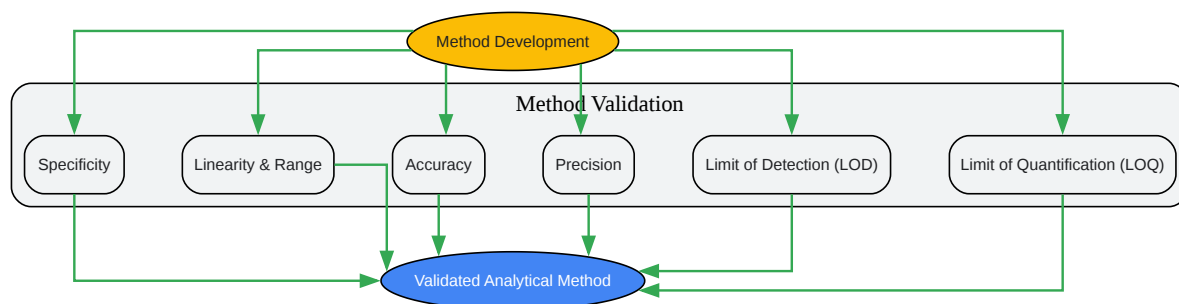 Method Development
Method Validation
Specificity
Linearity & Range
Accuracy
Precision
Limit of Detection (LOD)
Limit of Quantification (LOQ)
Validated Analytical Method